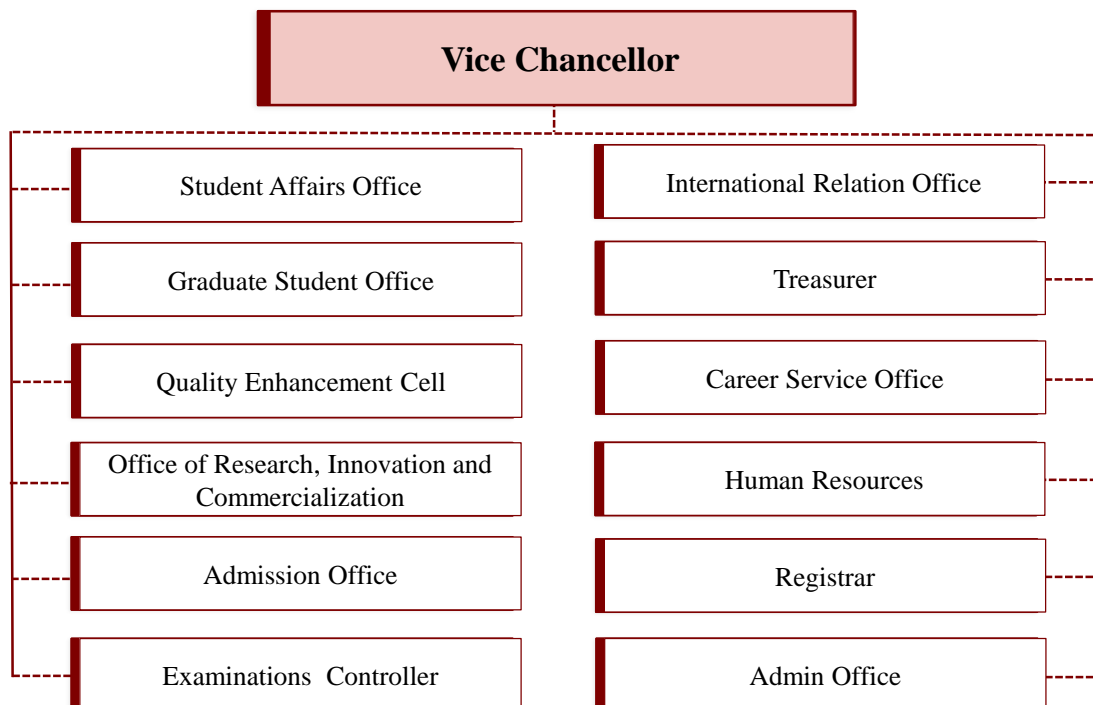 Vice Chancellor
Student Affairs Office
Graduate Student Office
Quality Enhancement Cell
Office of Research, Innovation and
Commercialization
Admission Office
Examinations  Controller
International Relation Office
Treasurer
Career Service Office
Human Resources
Registrar
Admin Office